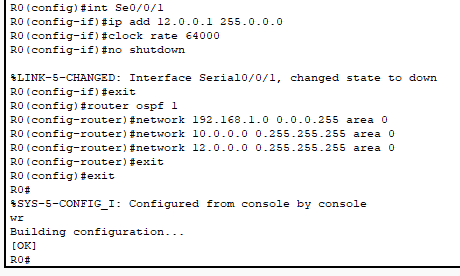 R0(config)#int Se0/0/1
R0(config-if)#ip add 12.0.0.1 255.0.0.0
R0(config-if)#clock rate 64000
R0(config-if)#no shutdown
%LINK-5-CHANGED: Interface Serial0/0/1, changed state to down
R0(config-if)#exit
R0(config)#router ospf 1
R0(config-router)#network 192.168.1.0 0.0.0.255 area 0
R0(config-router)#network 10.0.0.0 0.255.255.255 area 0
R0(config-router)#network 12.0.0.0 0.255.255.255 area 0
R0(config-router)#exit
R0(config)#exit
R0#
%SYS-5-CONFIG_I: Configured from console by console
wr
Building configuration...
[OK]
R0#